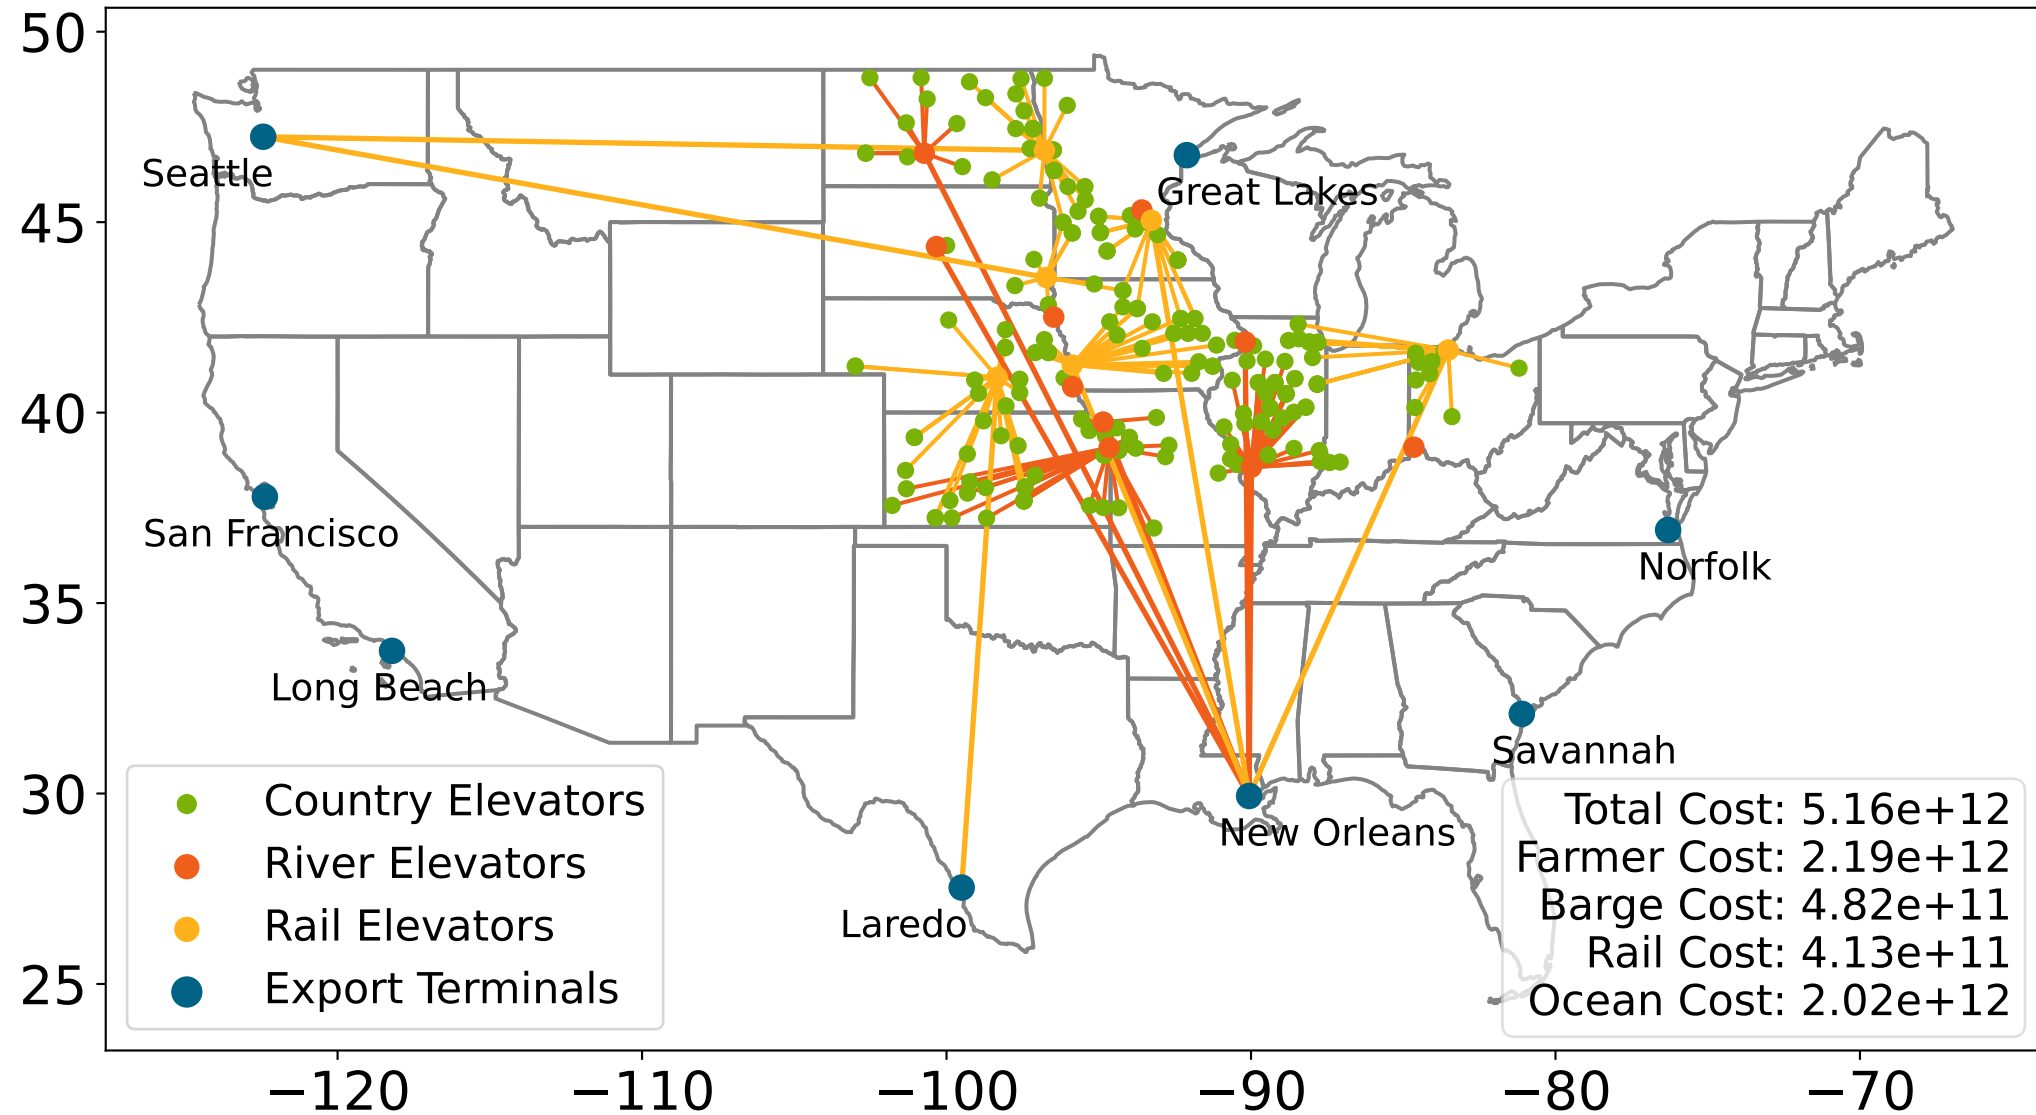 50
45
40
35
30
25
Seattle
Great Lakes
San Francisco
Norfolk
Long Beach
Savannah
New Orleans
Laredo
Country Elevators
River Elevators
Rail Elevators
Export Terminals
Total Cost: 5.16e+12
Farmer Cost: 2.19e+12
Barge Cost: 4.82e+11
Rail Cost: 4.13e+11
Ocean Cost: 2.02e+12
−120 −110 −100 −90 −80 −70